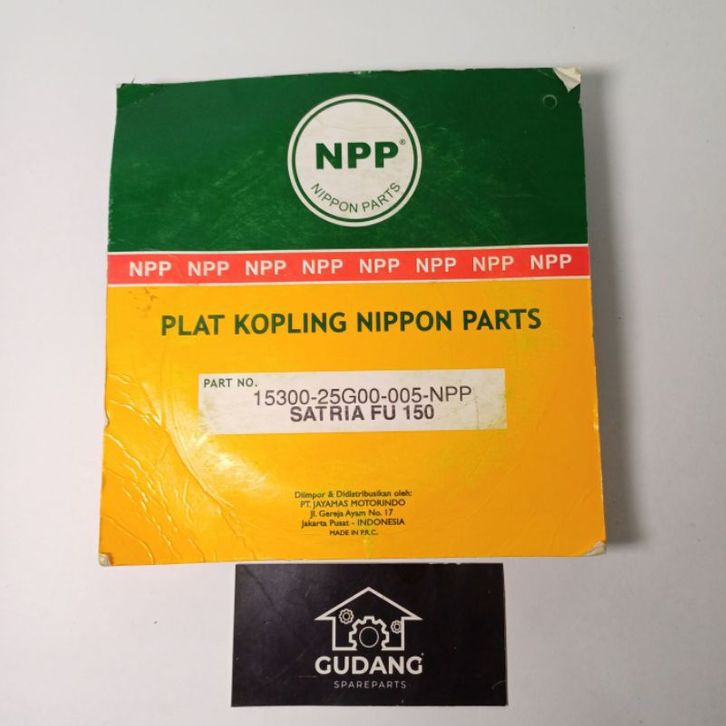 NPP®
NIPPON PARTS
NPP NPP NPP NPP NPP NPP NPP NPP
PLAT KOPLING NIPPON PARTS
PART NO.
15300-25G00-005-NPP
SATRIA FU 150
Diimpor & Didistribusikan oleh:
PT. JAYAMAS MOTORINDO
Jl. Gereja Ayam No. 17
Jakarta Pusat - INDONESIA
MADE IN P.R.C.
GUDANG
SPAREPARTS